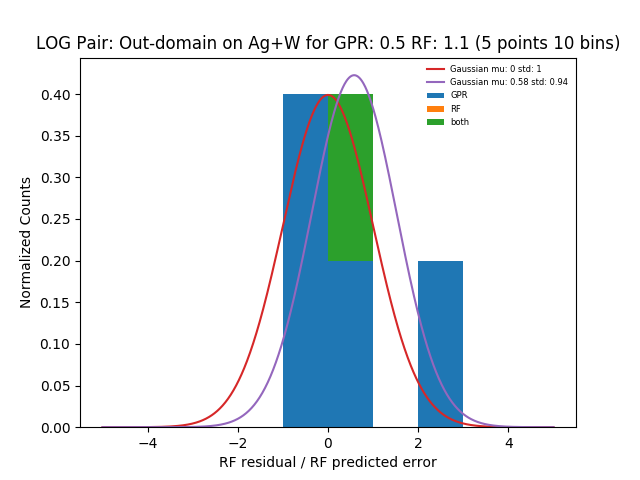 LOG Pair: Out-domain on Ag+W for GPR: 0.5 RF: 1.1 (5 points 10 bins)
Gaussian mu: 0 std: 1
Gaussian mu: 0.58 std: 0.94
GPR
RF
both
0.40
0.35
0.30
0.25
0.20
0.15
0.10
0.05
0.00
Normalized Counts
−4 −2 0 2 4
RF residual / RF predicted error